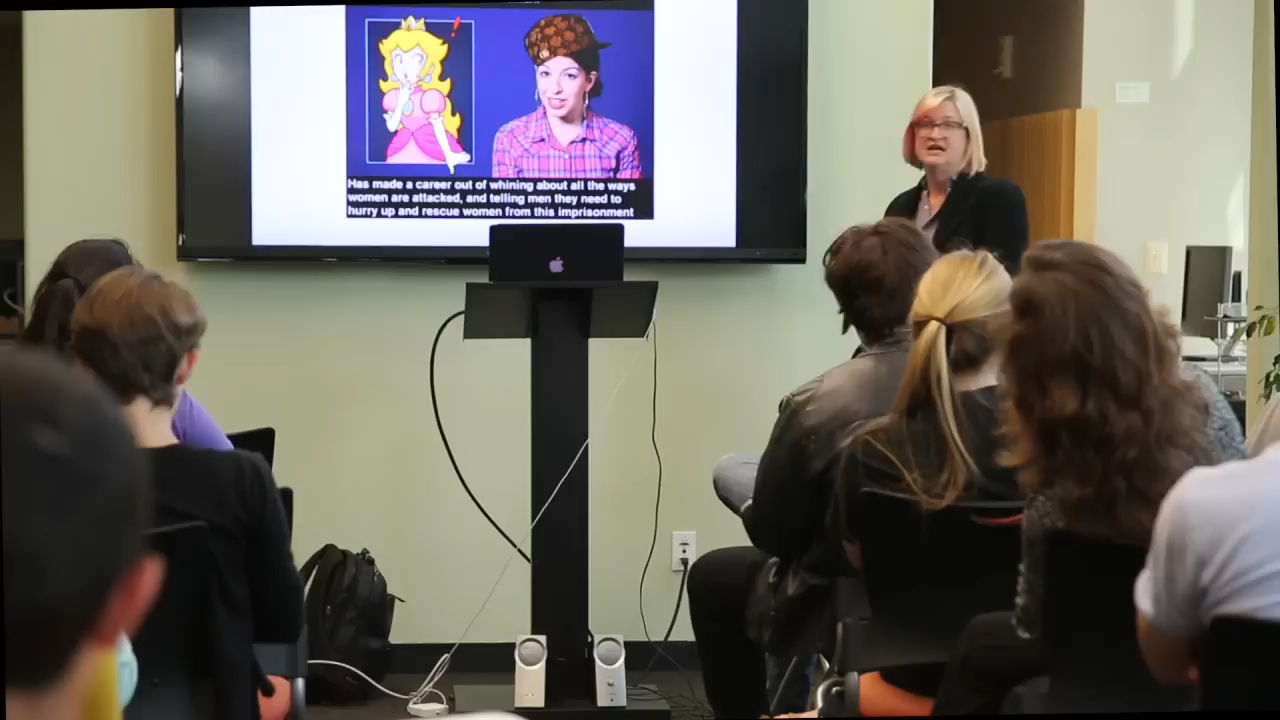 Has made a career out of whining about all the ways
women are attacked, and telling men they need to
hurry up and rescue women from this imprisonment